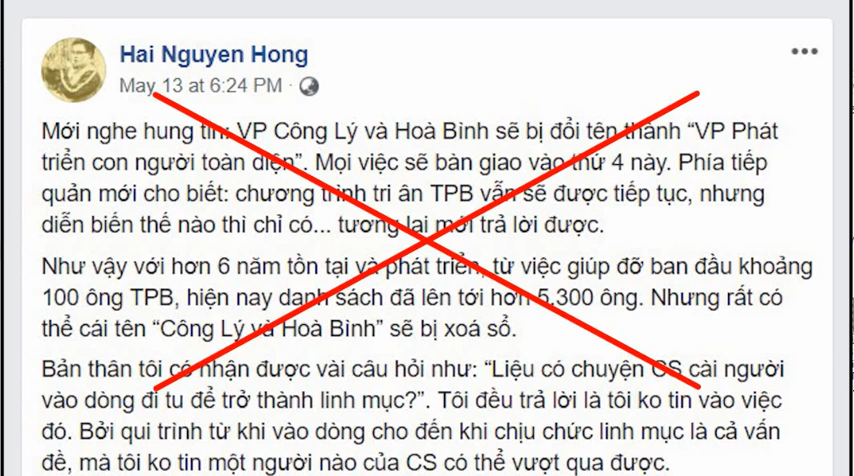 Hai Nguyen Hong
May 13 at 6:24 PM ·
Mới nghe hung tin: VP Công Lý và Hoà Bình sẽ bị đổi tên thành “VP Phát
triển con người toàn diện”. Mọi việc sẽ bàn giao vào thứ 4 này. Phía tiếp
quản mới cho biết: chương trình tri ân TPB vẫn sẽ được tiếp tục, nhưng
diễn biến thế nào thì chỉ có... tương lai mới trả lời được.
Như vậy với hơn 6 năm tồn tại và phát triển, từ việc giúp đỡ ban đầu khoảng
100 ông TPB, hiện nay danh sách đã lên tới hơn 5,300 ông. Nhưng rất có
thể cái tên “Công Lý và Hoà Bình” sẽ bị xoá sổ.
Bản thân tôi có nhận được vài câu hỏi như: “Liệu có chuyện CS cài người
vào dòng đi tu để trở thành linh mục?”. Tôi đều trả lời là tôi ko tin vào việc
đó. Bởi qui trình từ khi vào dòng cho đến khi chịu chức linh mục là cả vấn
đề, mà tôi ko tin một người nào của CS có thể vượt qua được.